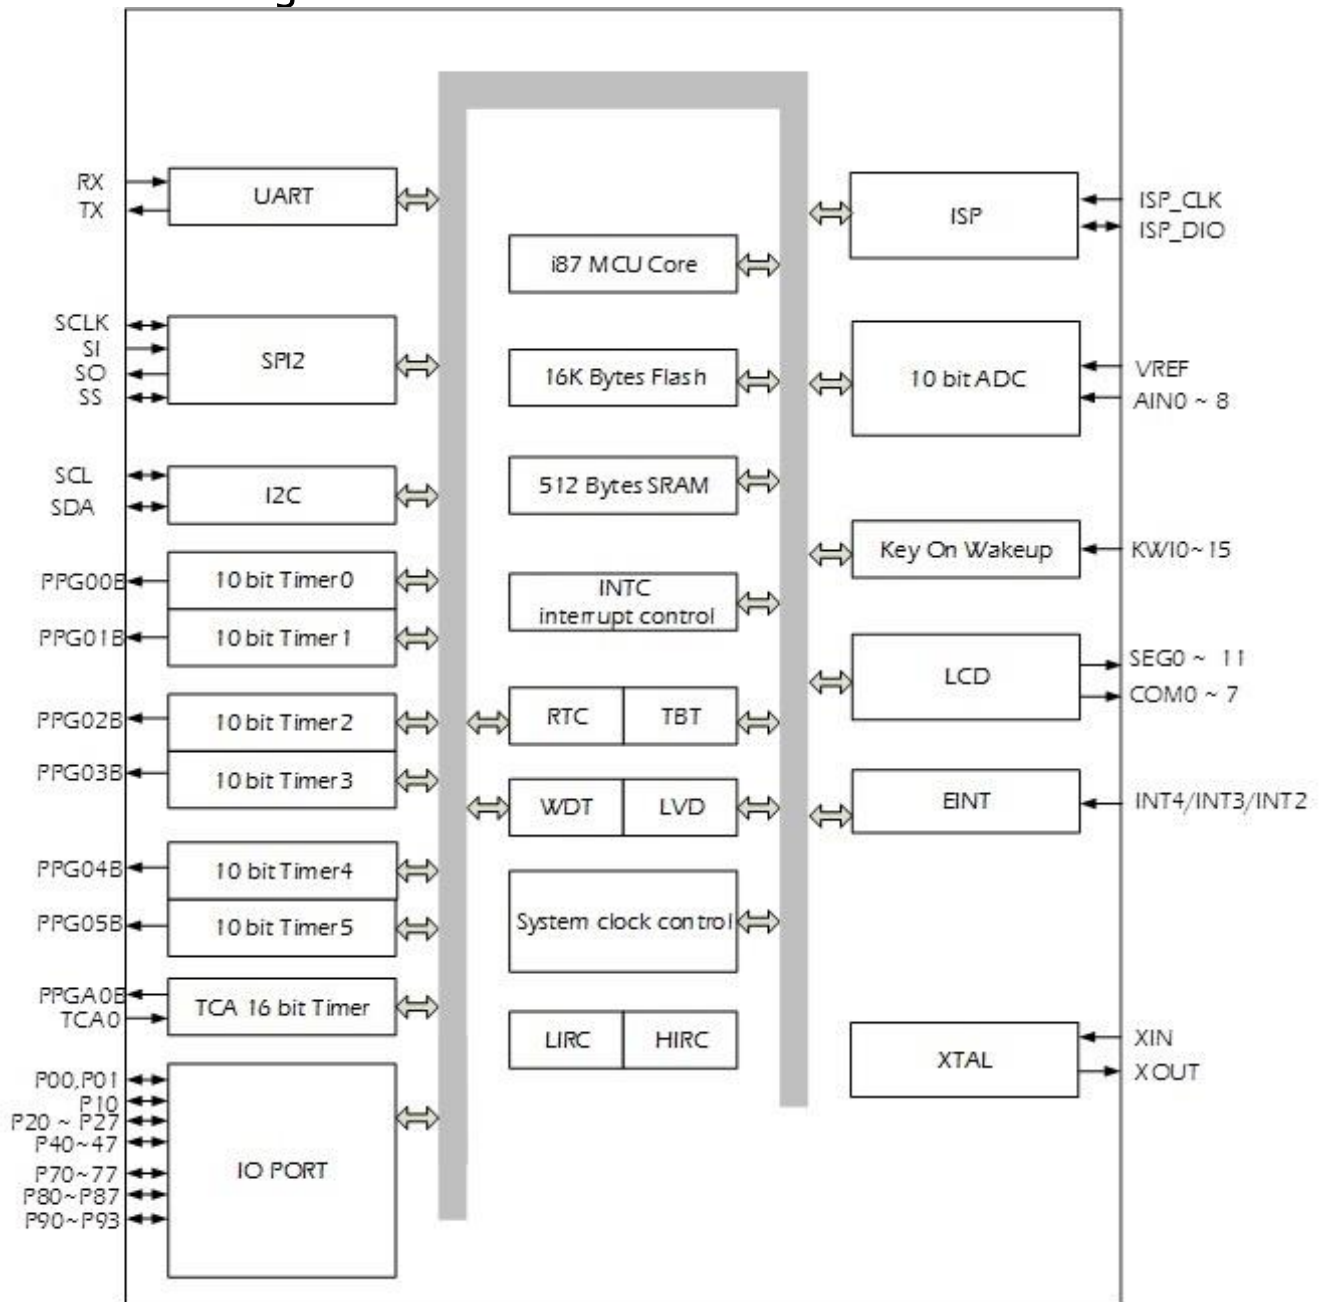 RX
TX
UART
SCLK
SI
SO
SS
SPI2
SCL
SDA
I2C
PPG00B
10 bit Timer0
PPG01B
10 bit Timer1
PPG02B
10 bit Timer2
PPG03B
10 bit Timer3
PPG04B
10 bit Timer4
PPG05B
10 bit Timer5
PPGA0B
TCA0
TCA 16 bit Timer
P00,P01
P10
P20 ~ P27
P40~47
P70~77
P80~P87
P90~P93
IO PORT
i87 MCU Core
16K Bytes Flash
512 Bytes SRAM
INTC
interrupt control
RTC
TBT
WDT
LVD
System clock control
LIRC
HIRC
ISP
ISP_CLK
ISP_DIO
10 bit ADC
VREF
AIN0 ~ 8
Key On Wakeup
KWI0~15
LCD
SEG0 ~ 11
COM0 ~ 7
EINT
INT4/INT3/INT2
XTAL
XIN
XOUT